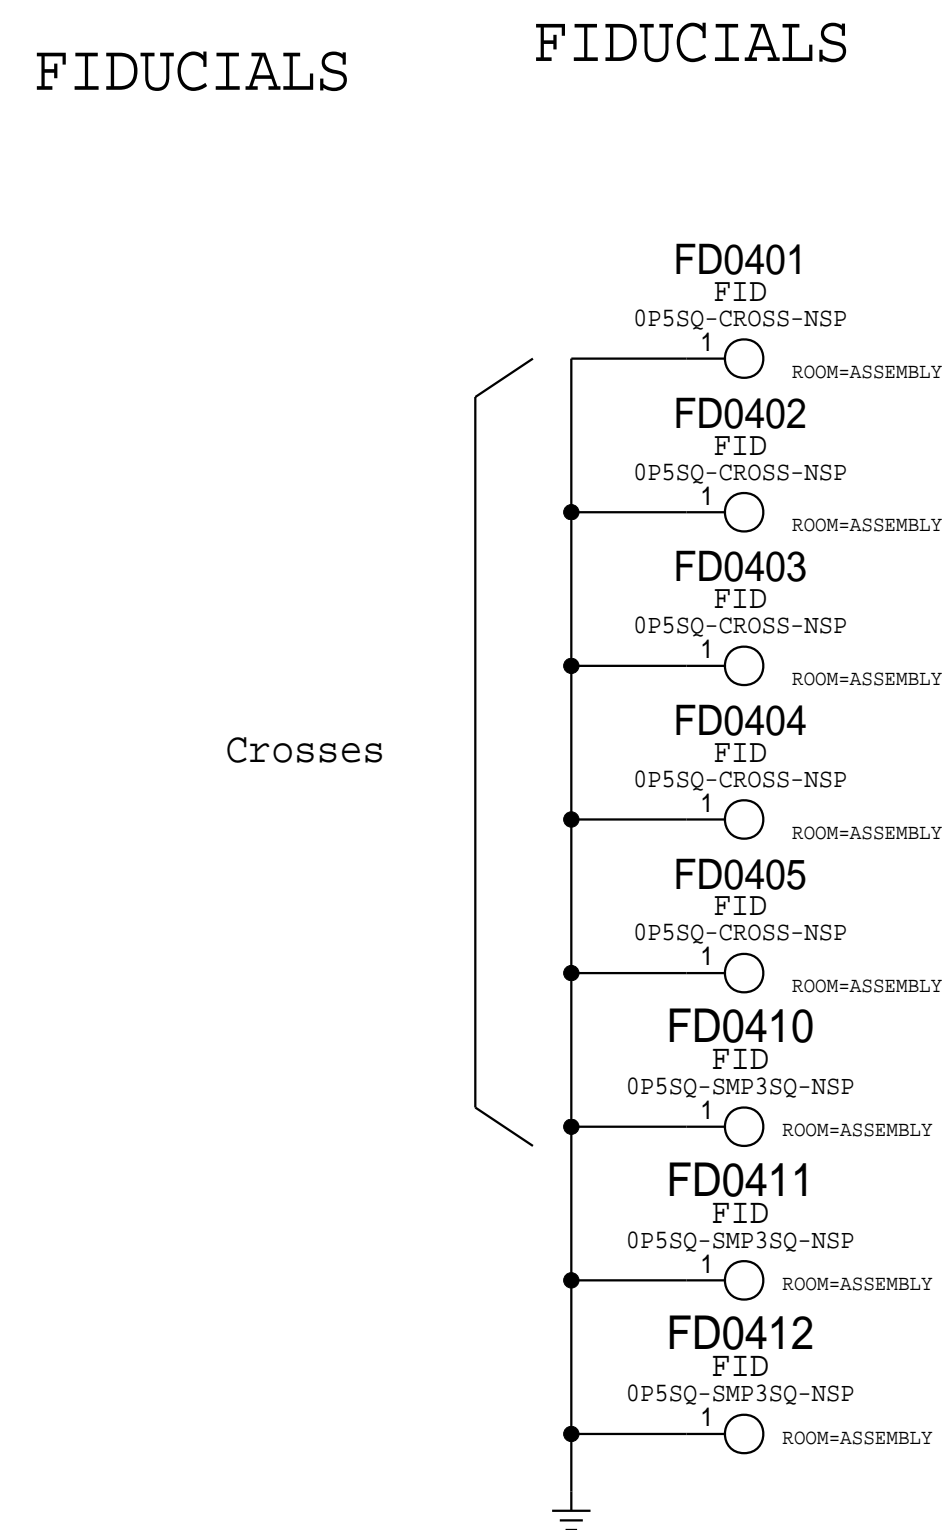 FIDUCIALS
FIDUCIALS
FD0401
FID
0P5SQ-CROSS-NSP
1
ROOM=ASSEMBLY
FD0402
FID
0P5SQ-CROSS-NSP
1
ROOM=ASSEMBLY
FD0403
FID
0P5SQ-CROSS-NSP
1
ROOM=ASSEMBLY
Crosses
FD0404
FID
0P5SQ-CROSS-NSP
1
ROOM=ASSEMBLY
FD0405
FID
0P5SQ-CROSS-NSP
1
ROOM=ASSEMBLY
FD0410
FID
0P5SQ-SMP3SQ-NSP
1
ROOM=ASSEMBLY
FD0411
FID
0P5SQ-SMP3SQ-NSP
1
ROOM=ASSEMBLY
FD0412
FID
0P5SQ-SMP3SQ-NSP
1
ROOM=ASSEMBLY